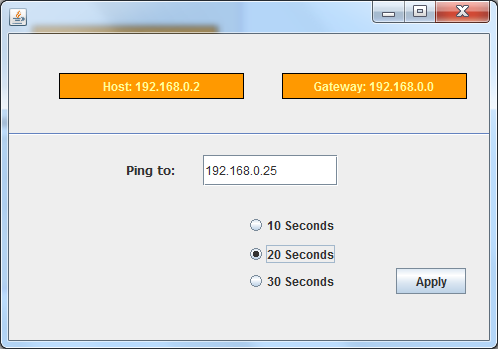 Host: 192.168.0.2
Gateway: 192.168.0.0
Ping to:
192.168.0.25
10 Seconds
20 Seconds
30 Seconds
Apply